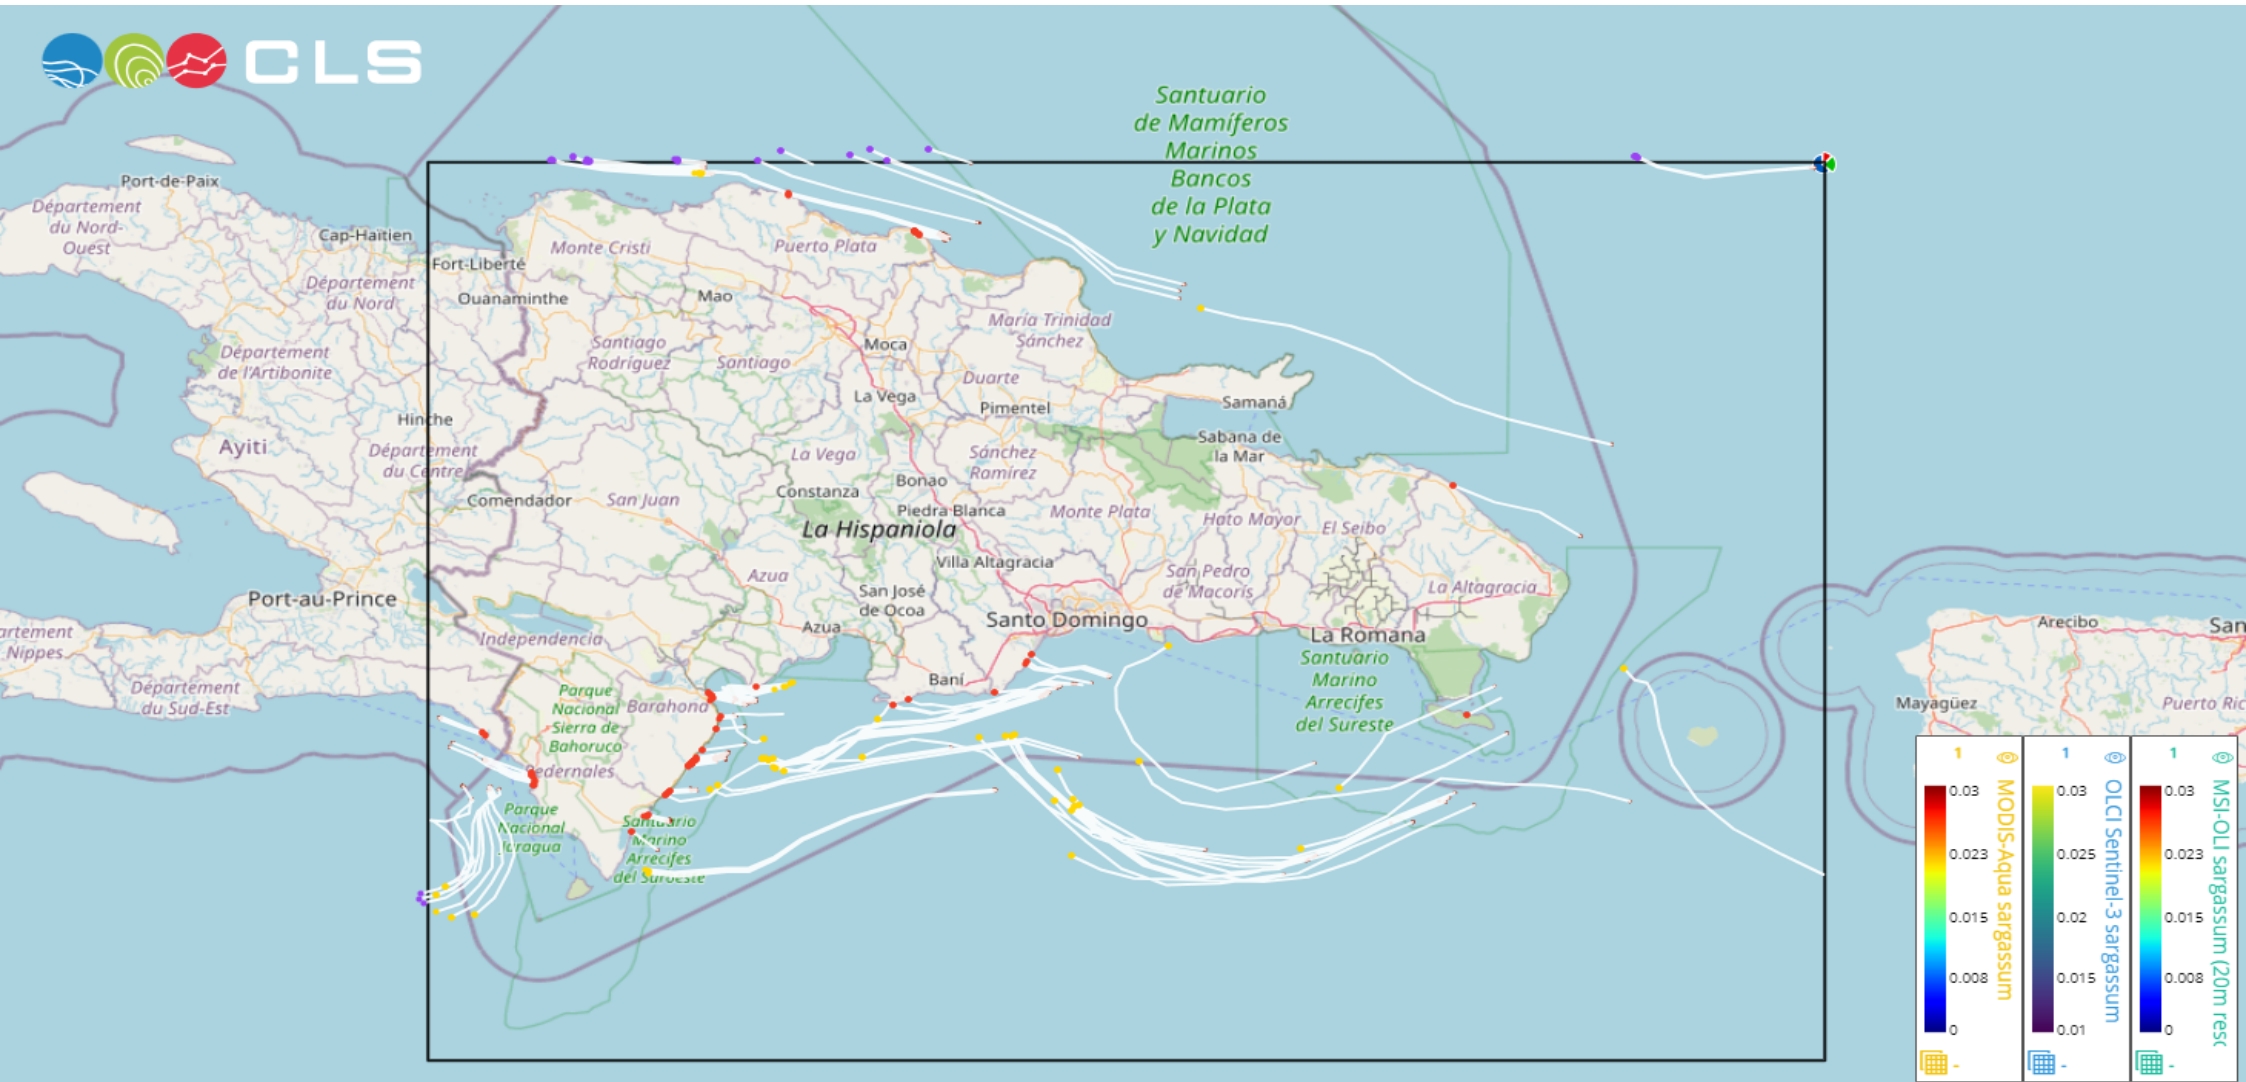 CLS
Santuario
de Mamíferos
Marinos
Bancos
de la Plata
y Navidad
Port-de-Paix
Département
du Nord-
Ouest
Cap-Haïtien
Monte Cristi
Puerto Plata
Fort-Liberté
Département
du Nord
Ouanaminthe
Mao
María Trinidad
Sánchez
Santiago
Rodríguez
Moca
Département
de l'Artibonite
Santiago
Duarte
La Vega
Pimentel
Samaná
Hinche
Ayiti
Département
du Centre
Sabana de
la Mar
La Vega
Sánchez
Ramírez
Comendador
San Juan
Constanza
Bonao
Piedra Blanca
La Hispaniola
Monte Plata
Hato Mayor
El Seibo
Villa Altagracia
Azua
San Pedro
de Macorís
La Altagracia
Port-au-Prince
San José
de Ocoa
Santo Domingo
Azua
La Romana
Arecibo
San
artement
Nippes
Independencia
Santuario
Marino
Arrecifes
del Sureste
Département
du Sud-Est
Parque
Nacional
Sierra de
Bahoruco
Barahona
Baní
Mayagüez
Puerto Ric
Pedernales
Parque
Nacional
Jaragua
Santuario
Marino
Arrecifes
del Suroeste
1
0.03
0.023
0.015
0.008
0
MODIS-Aqua sargassum
-
1
0.03
0.025
0.02
0.015
0.01
OLCI Sentinel-3 sargassum
-
1
0.03
0.023
0.015
0.008
0
MSI-OLI sargassum (20m resc
-